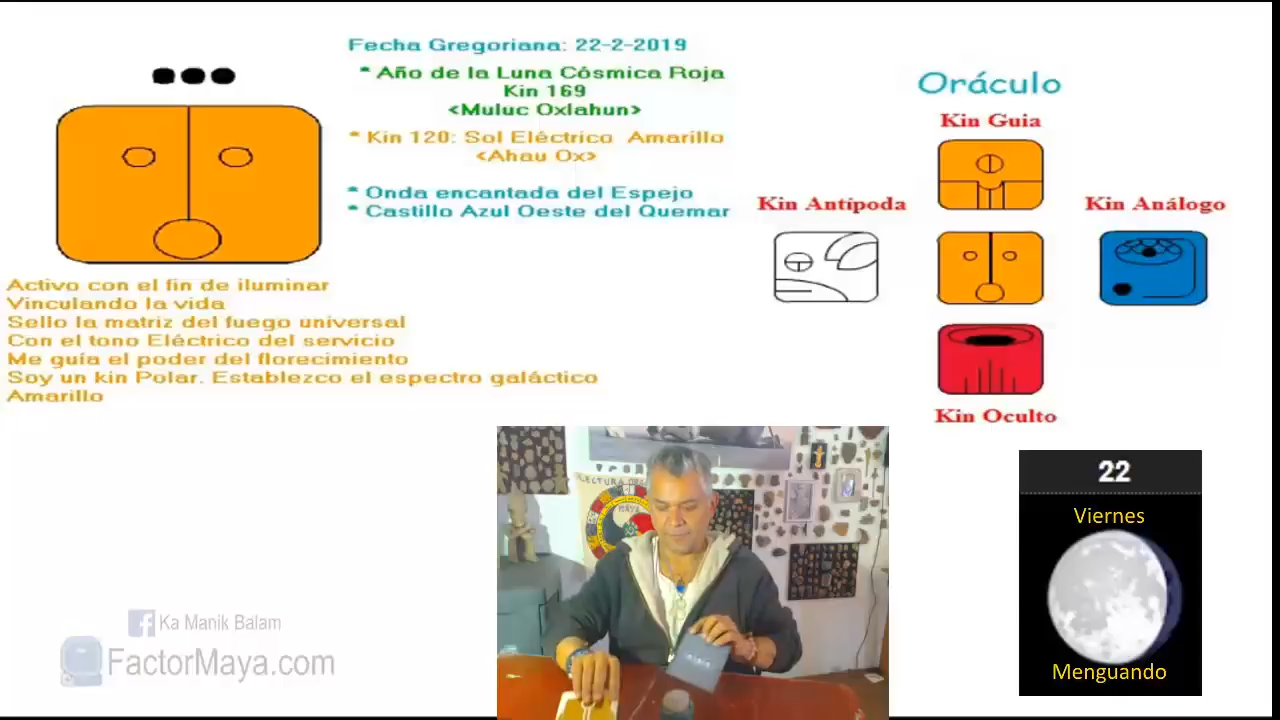 Fecha Gregoriana: 22-2-2019
* Año de la Luna Cósmica Roja
Kin 169
<Muluc Oxlahun>
* Kin 120: Sol Eléctrico Amarillo
<Ahau Ox>
* Onda encantada del Espejo
* Castillo Azul Oeste del Quemar
Activo con el fin de iluminar
Vinculando la vida
Sello la matriz del fuego universal
Con el tono Eléctrico del servicio
Me guía el poder del florecimiento
Soy un kin Polar. Establezco el espectro galáctico
Amarillo
Oráculo
Kin Guia
Kin Antípoda
Kin Análogo
Kin Oculto
22
Viernes
Menguando
LECTURA
MAYA
Ka Manik Balam
FactorMaya.com